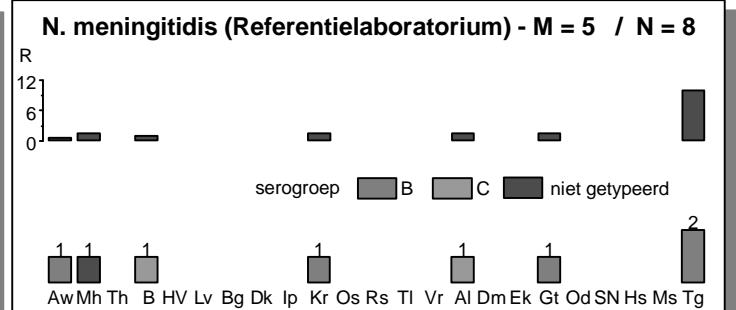 N. meningitidis (Referentielaboratorium) - M = 5 / N = 8
R
12
6
0
serogroep B C niet getypeerd
1 1 1 1 1 1 2
Aw Mh Th B HV Lv Bg Dk Ip Kr Os Rs Tl Vr Al Dm Ek Gt Od SN Hs Ms Tg